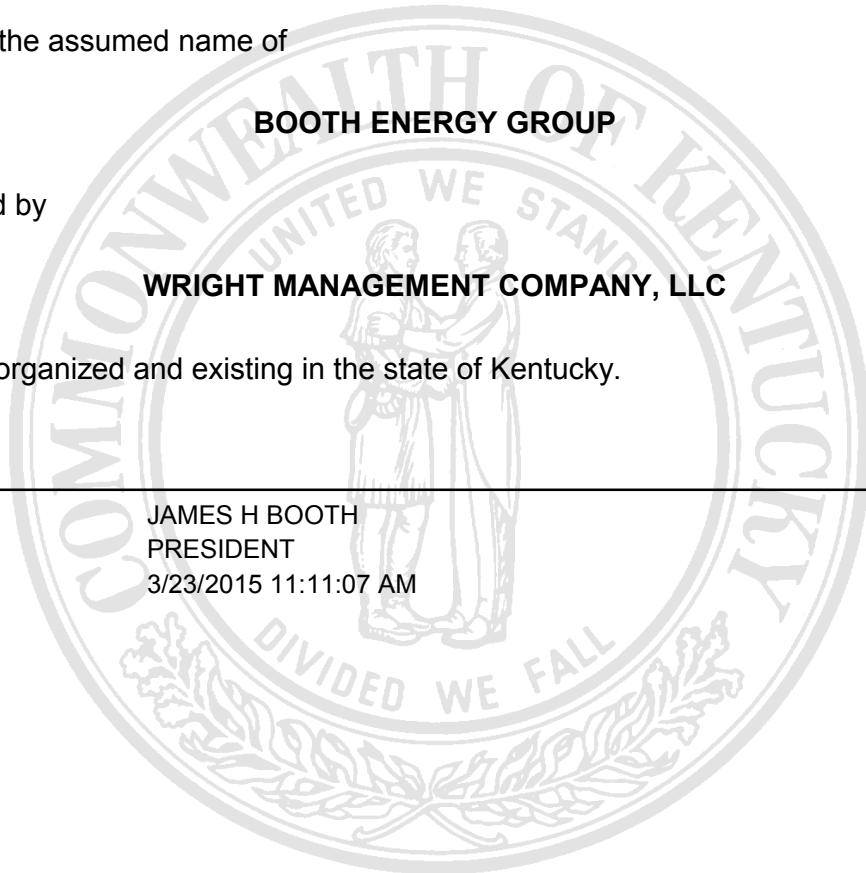 the assumed name of
BOOTH ENERGY GROUP
d by
WRIGHT MANAGEMENT COMPANY, LLC
organized and existing in the state of Kentucky.
JAMES H BOOTH
PRESIDENT
3/23/2015 11:11:07 AM
COMMONWEALTH OF KENTUCKY
UNITED WE STAND
DIVIDED WE FALL